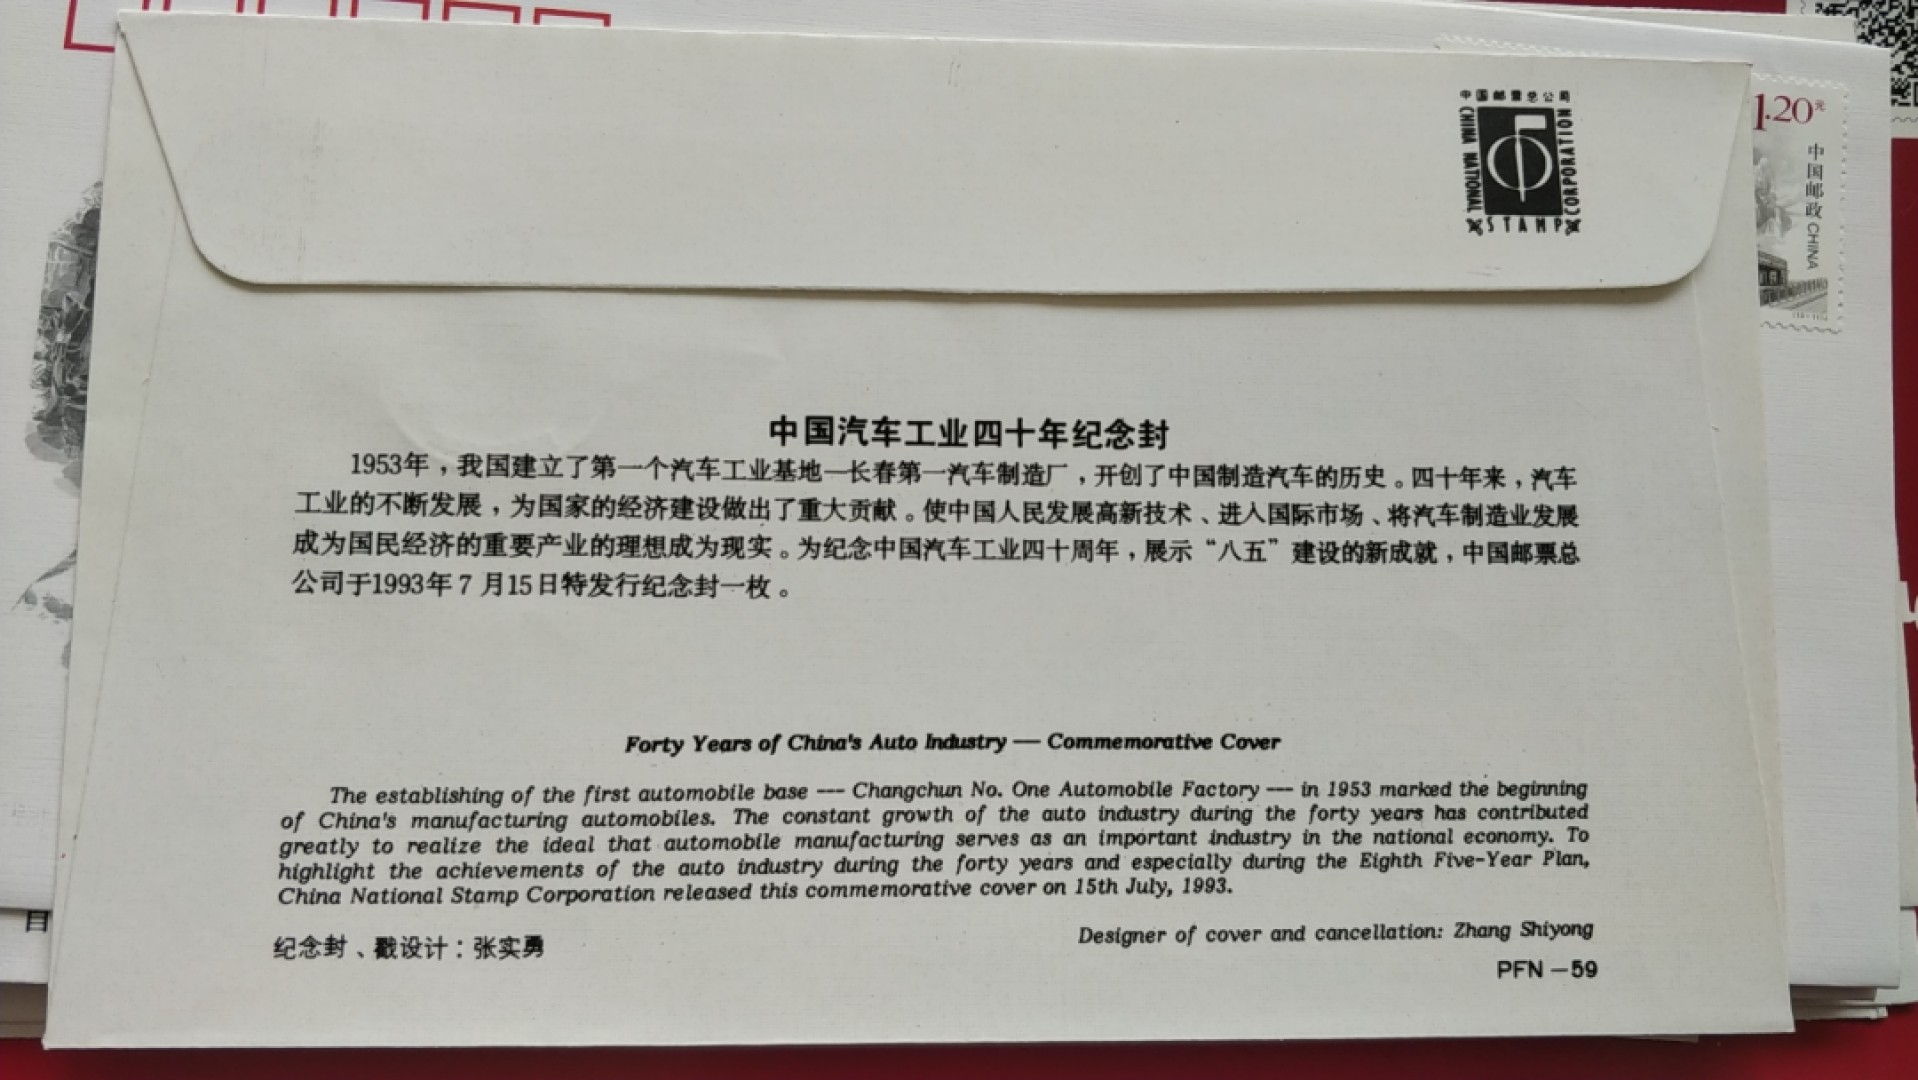 中国邮票总公司
CHINA NATIONAL
STAMP
CORPORATION
1.20元
中国邮政 CHINA
中国汽车工业四十年纪念封
1953年，我国建立了第一个汽车工业基地—长春第一汽车制造厂，开创了中国制造汽车的历史。四十年来，汽车
工业的不断发展，为国家的经济建设做出了重大贡献。使中国人民发展高新技术、进入国际市场、将汽车制造业发展
成为国民经济的重要产业的理想成为现实。为纪念中国汽车工业四十周年，展示“八五”建设的新成就，中国邮票总
公司于1993年7月15日特发行纪念封一枚。
Forty Years of China's Auto Industry — Commemorative Cover
The establishing of the first automobile base --- Changchun No. One Automobile Factory --- in 1953 marked the beginning
of China's manufacturing automobiles. The constant growth of the auto industry during the forty years has contributed
greatly to realize the ideal that automobile manufacturing serves as an important industry in the national economy. To
highlight the achievements of the auto industry during the forty years and especially during the Eighth Five-Year Plan,
China National Stamp Corporation released this commemorative cover on 15th July, 1993.
纪念封、戳设计：张实勇
Designer of cover and cancellation: Zhang Shiyong
PFN－59